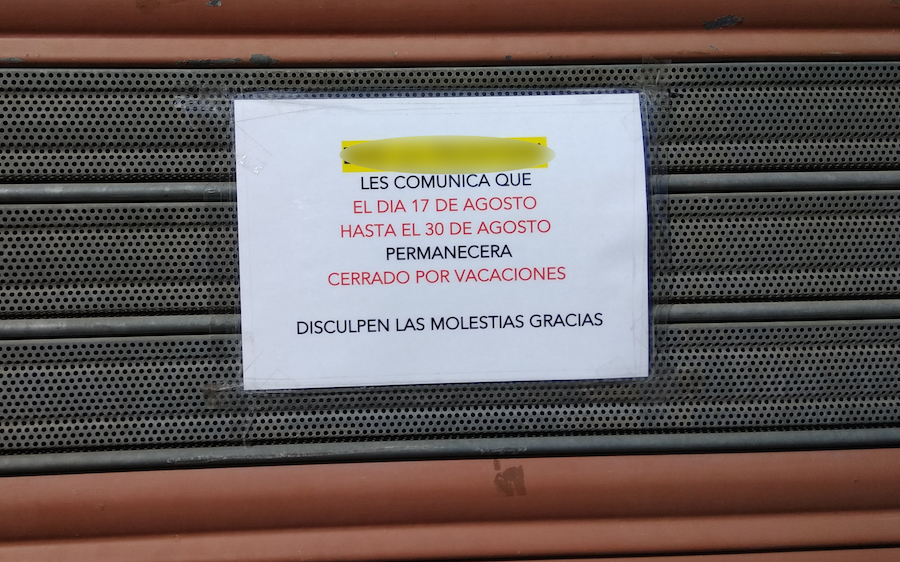 LES COMUNICA QUE
EL DIA 17 DE AGOSTO
HASTA EL 30 DE AGOSTO
PERMANECERA
CERRADO POR VACACIONES
DISCULPEN LAS MOLESTIAS GRACIAS